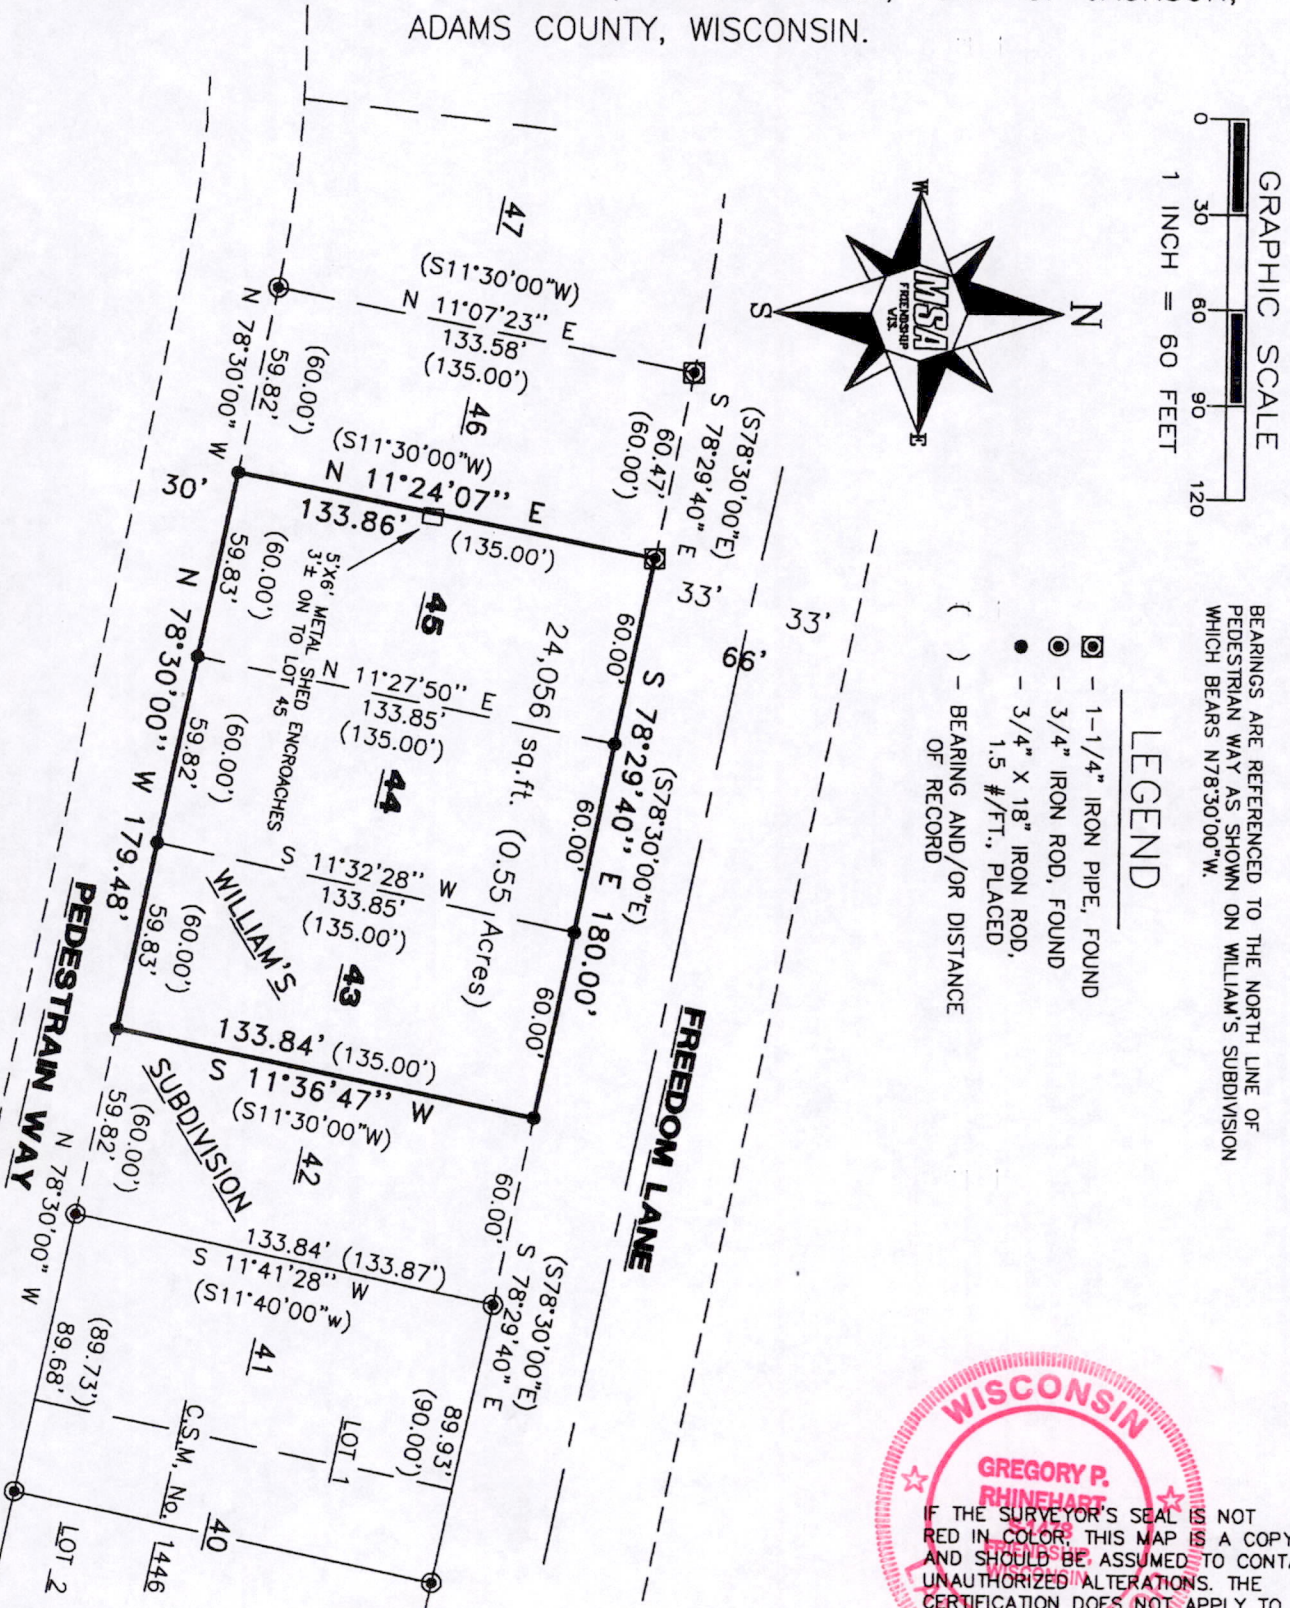 ADAMS COUNTY, WISCONSIN.
GRAPHIC SCALE
0 30 60 90 120
1 INCH = 60 FEET
N
W
E
S
MSA
FRIENDSHIP
WIS.
BEARINGS ARE REFERENCED TO THE NORTH LINE OF
PEDESTRIAN WAY AS SHOWN ON WILLIAM'S SUBDIVISION
WHICH BEARS N78°30'00"W.
LEGEND
- 1-1/4" IRON PIPE, FOUND
- 3/4" IRON ROD, FOUND
- 3/4" X 18" IRON ROD,
1.5 #/FT., PLACED
( ) - BEARING AND/OR DISTANCE
OF RECORD
47
(S11°30'00"W)
N 11°07'23" E
133.58'
(135.00')
46
(S78°30'00"E)
S 78°29'40" E
60.47'
(60.00')
(60.00')
59.82'
N 78°30'00" W
30'
(S11°30'00"W)
N 11°24'07" E
133.86'
(135.00')
33'
33'
66'
5'X6' METAL SHED ENCROACHES
3'± ON TO LOT 45
45
24,056 sq.ft. (0.55 Acres)
60.00'
(S78°30'00"E)
S 78°29'40" E 180.00'
(60.00')
59.83'
N 78°30'00" W 179.48'
N 11°27'50" E
133.85'
(135.00')
44
60.00'
(60.00')
59.82'
S 11°32'28" W
133.85'
(135.00')
43
60.00'
(60.00')
59.83'
WILLIAM'S
SUBDIVISION
133.84' (135.00')
S 11°36'47" W
(S11°30'00"W)
42
FREEDOM LANE
PEDESTRAIN WAY
60.00'
(S78°30'00"E)
S 78°29'40" E
(60.00')
59.82'
N 78°30'00" W
133.84' (133.87')
S 11°41'28" W
(S11°40'00"w)
41
89.93'
(90.00')
(89.73')
89.68'
LOT 1
C.S.M. No. 1446
40
LOT 2
WISCONSIN
GREGORY P.
RHINEHART
S-1478
FRIENDSHIP,
WISCONSIN
IF THE SURVEYOR'S SEAL IS NOT
RED IN COLOR, THIS MAP IS A COPY
AND SHOULD BE ASSUMED TO CONTA
UNAUTHORIZED ALTERATIONS. THE
CERTIFICATION DOES NOT APPLY TO